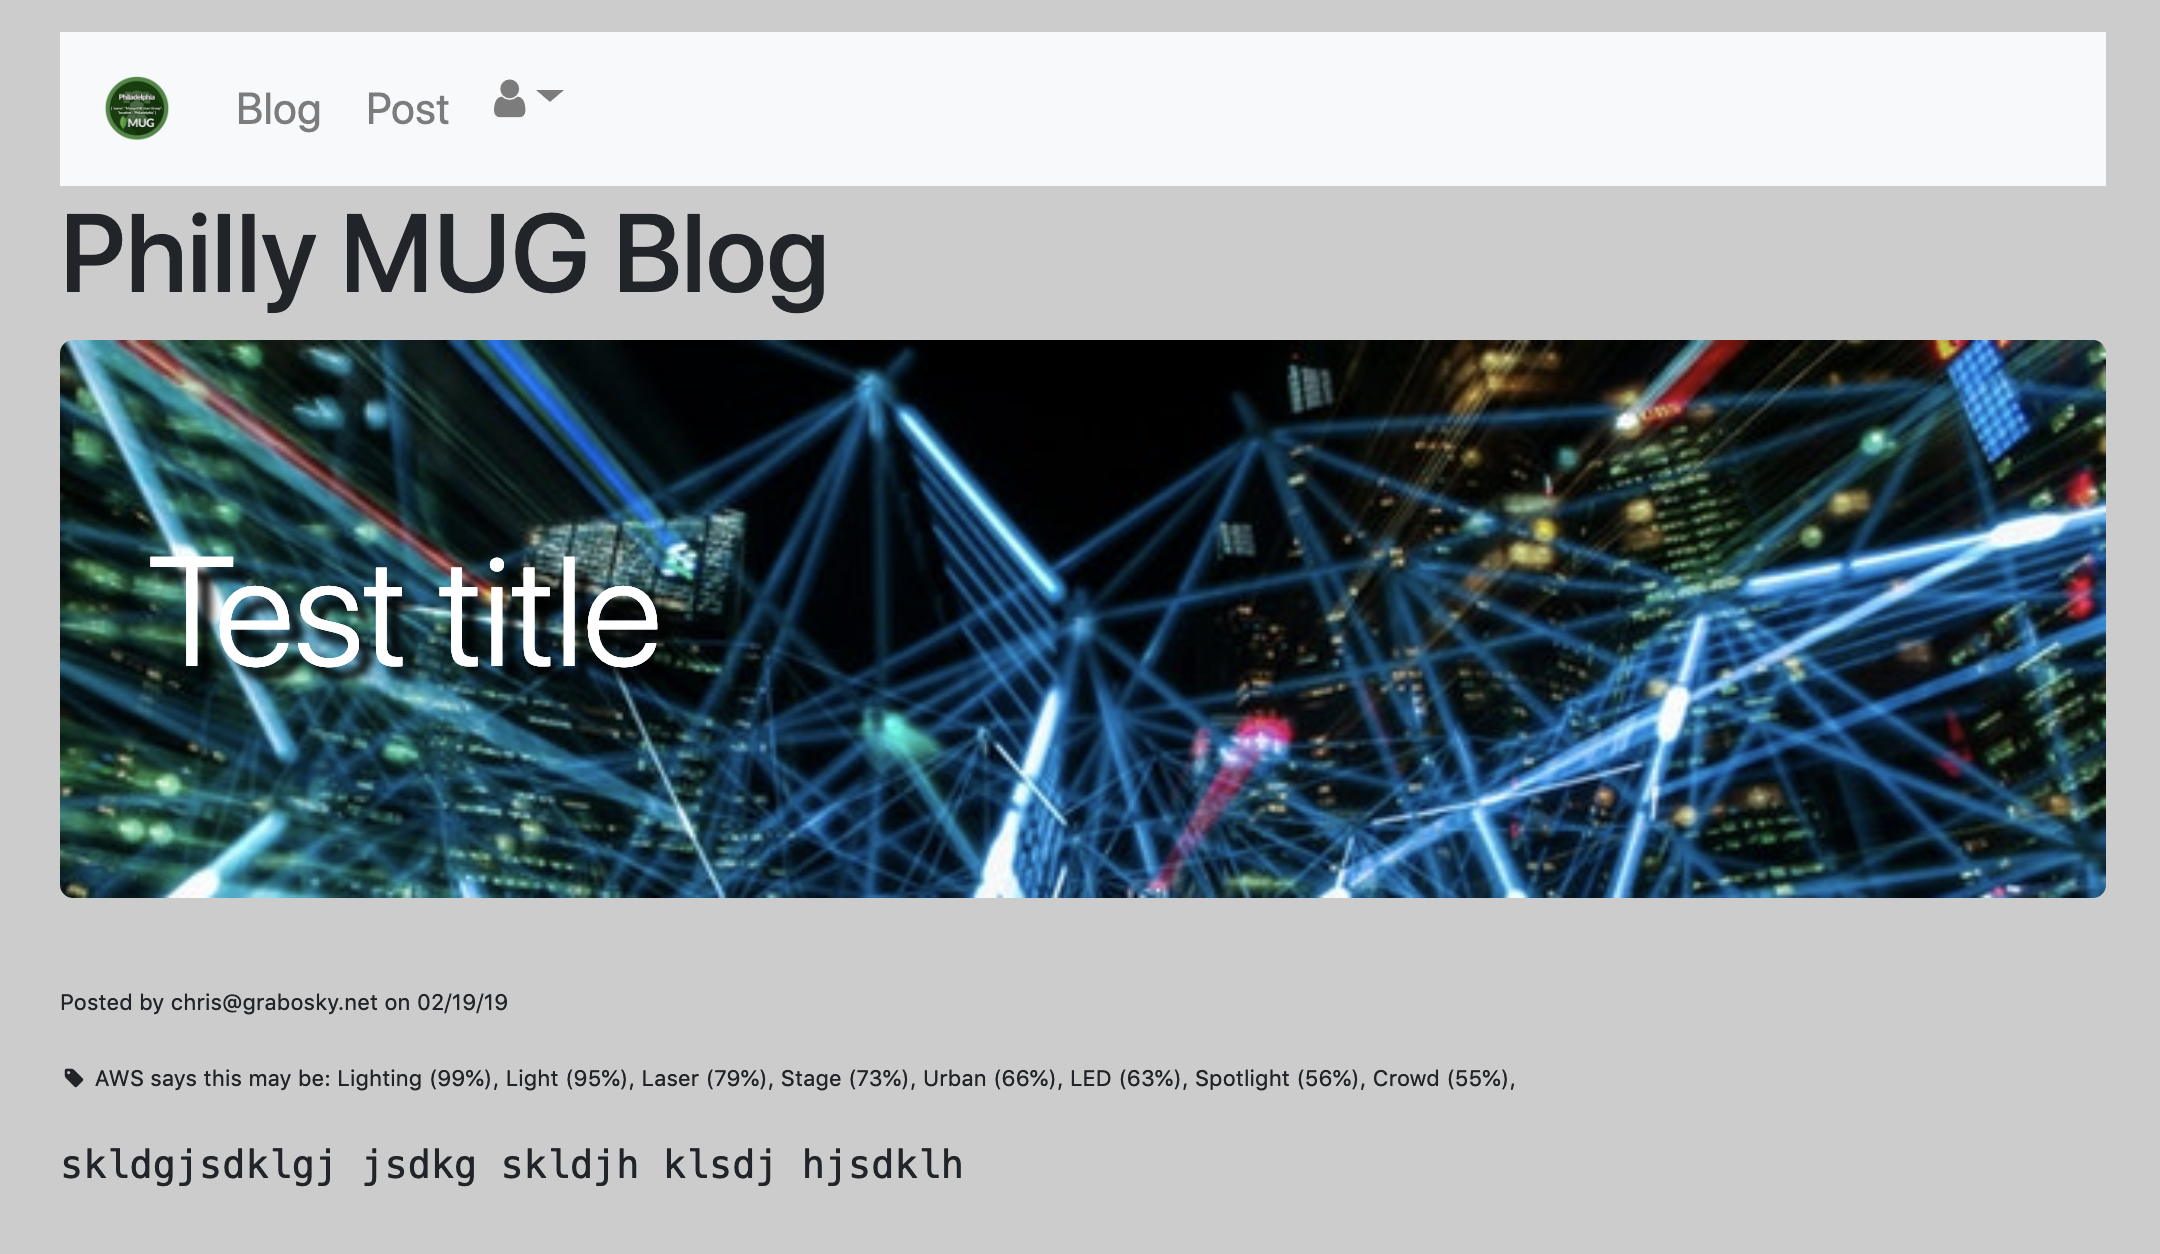 Philadelphia
MUG
Blog Post
Philly MUG Blog
Test title
Posted by chris@grabosky.net on 02/19/19
AWS says this may be: Lighting (99%), Light (95%), Laser (79%), Stage (73%), Urban (66%), LED (63%), Spotlight (56%), Crowd (55%),
skldgjsdklgj jsdkg skldjh klsdj hjsdklh